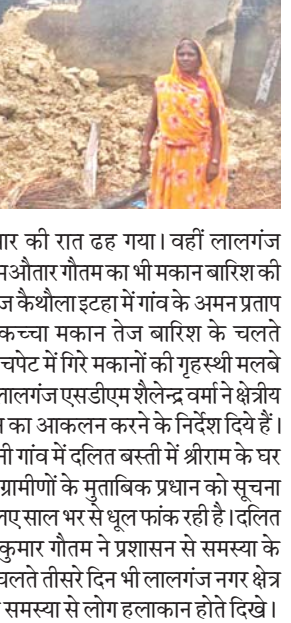 ार की रात ढह गया। वहीं लालगंज
मऔतार गौतम का भी मकान बारिश की
ज कैथौला इटहा में गांव के अमन प्रताप
कच्चा मकान तेज बारिश के चलते
चपेट में गिरे मकानों की गृहस्थी मलबे
लालगंज एसडीएम शैलेन्द्र वर्मा ने क्षेत्रीय
न का आकलन करने के निर्देश दिये हैं।
नी गांव में दलित बस्ती में श्रीराम के घर
ग्रामीणों के मुताबिक प्रधान को सूचना
लए साल भर से धूल फांक रही है। दलित
कुमार गौतम ने प्रशासन से समस्या के
चलते तीसरे दिन भी लालगंज नगर क्षेत्र
समस्या से लोग हलाकान होते दिखे।